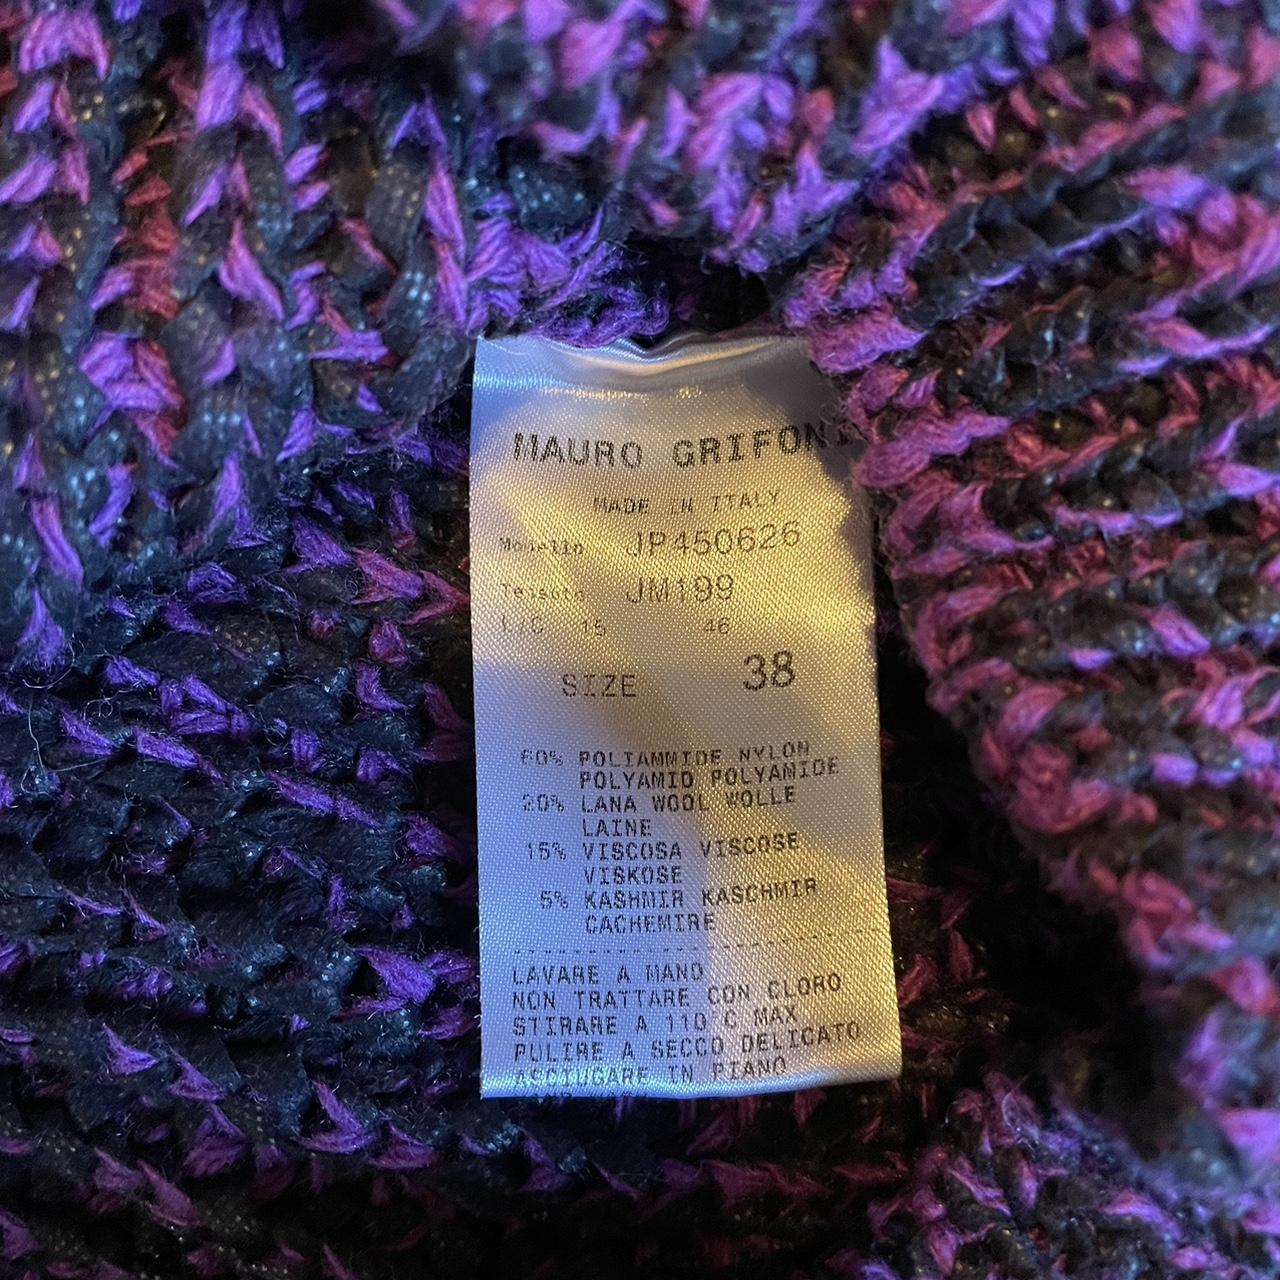 MAURO GRIFONI
MADE IN ITALY
Modello JP450626
Tessuto JM199
15 46
SIZE 38
60% POLIAMMIDE NYLON
POLYAMID POLYAMIDE
20% LANA WOOL WOLLE
LAINE
15% VISCOSA VISCOSE
VISKOSE
5% KASHMIR KASCHMIR
CACHEMIRE
LAVARE A MANO
NON TRATTARE CON CLORO
STIRARE A 110°C MAX
PULIRE A SECCO DELICATO
ASCIUGARE IN PIANO